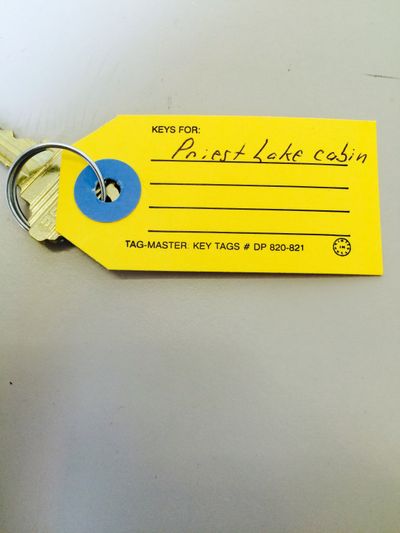 KEYS FOR:
Priest Lake cabin
TAG-MASTER: KEY TAGS # DP 820-821